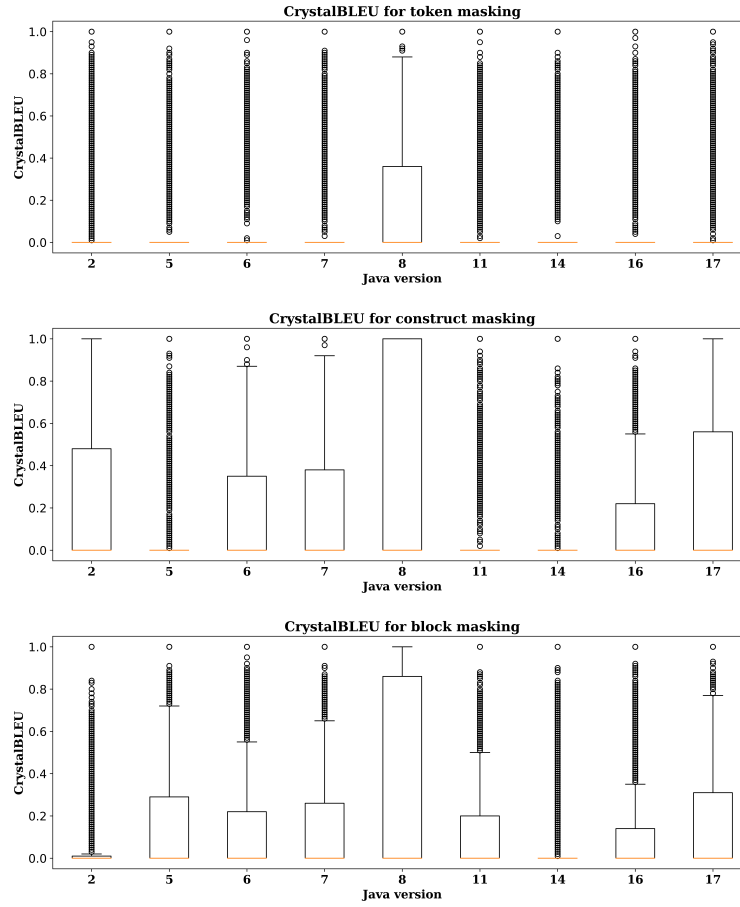 CrystalBLEU for token masking
1.0
0.8
0.6
0.4
0.2
0.0
CrystalBLEU
2 5 6 7 8 11 14 16 17
Java version
CrystalBLEU for construct masking
1.0
0.8
0.6
0.4
0.2
0.0
CrystalBLEU
2 5 6 7 8 11 14 16 17
Java version
CrystalBLEU for block masking
1.0
0.8
0.6
0.4
0.2
0.0
CrystalBLEU
2 5 6 7 8 11 14 16 17
Java version